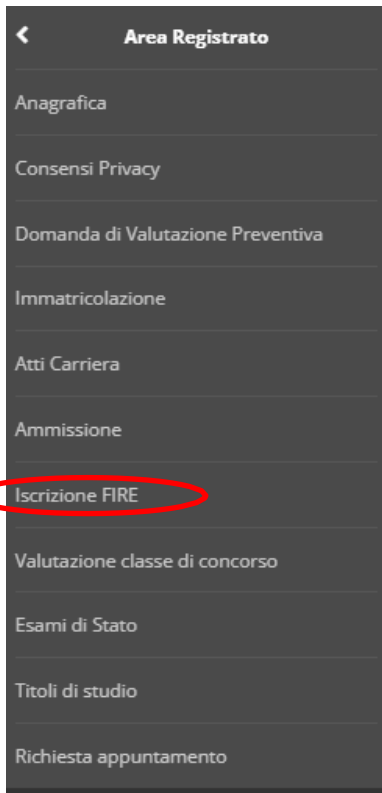 Area Registrato
Anagrafica
Consensi Privacy
Domanda di Valutazione Preventiva
Immatricolazione
Atti Carriera
Ammissione
Iscrizione FIRE
Valutazione classe di concorso
Esami di Stato
Titoli di studio
Richiesta appuntamento